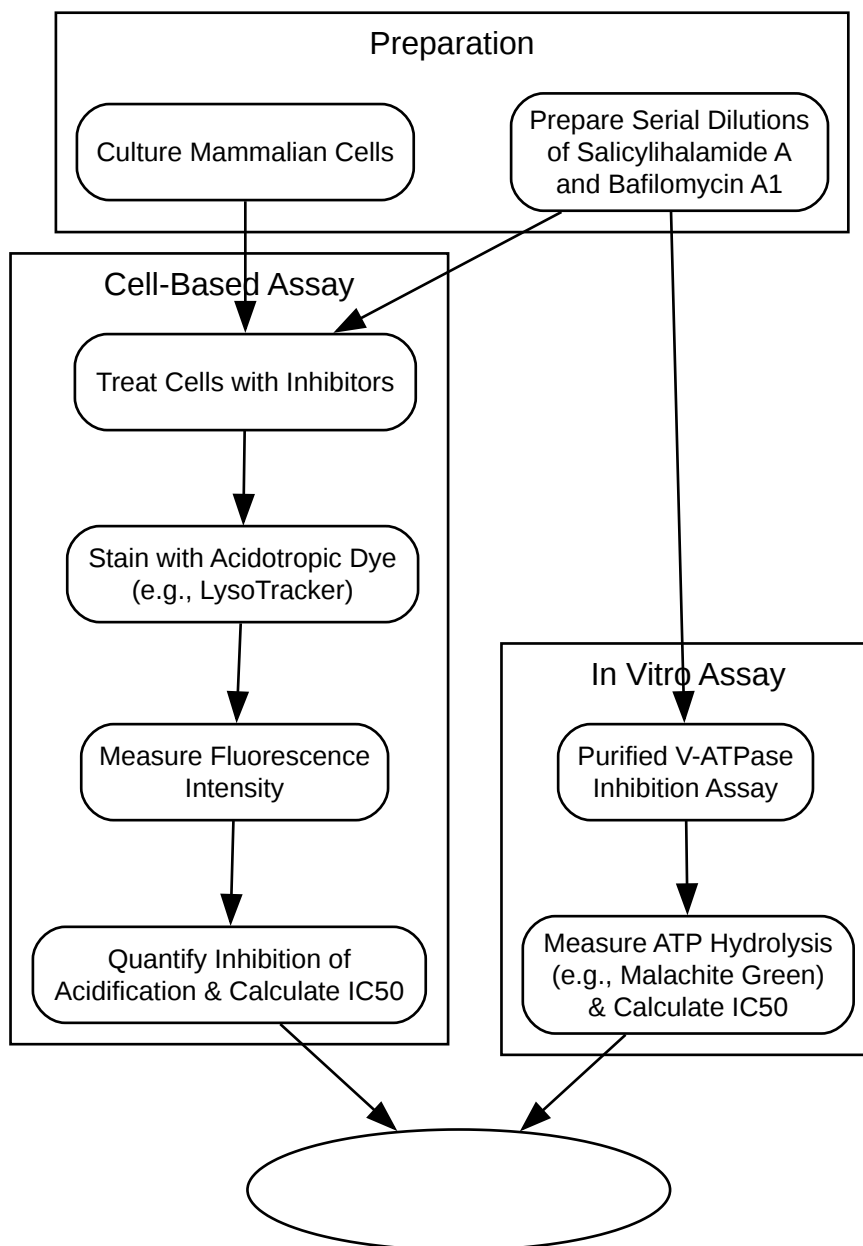 Preparation
Culture Mammalian Cells
Prepare Serial Dilutions
of Salicylihalamide A
and Bafilomycin A1
Cell-Based Assay
Treat Cells with Inhibitors
Stain with Acidotropic Dye
(e.g., LysoTracker)
Measure Fluorescence
Intensity
Quantify Inhibition of
Acidification & Calculate IC50
In Vitro Assay
Purified V-ATPase
Inhibition Assay
Measure ATP Hydrolysis
(e.g., Malachite Green)
& Calculate IC50